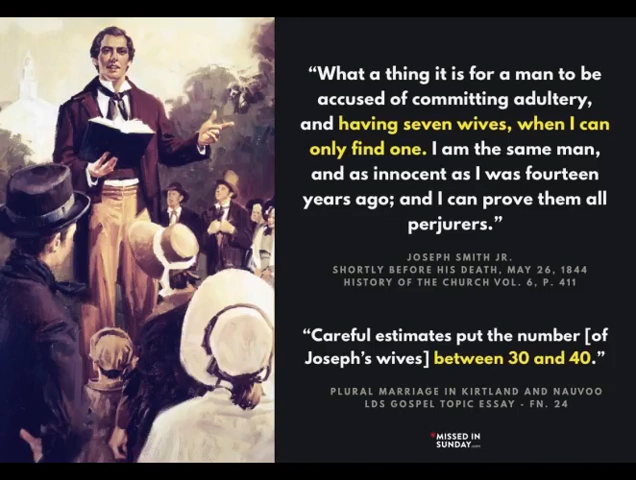 “What a thing it is for a man to be
accused of committing adultery,
and having seven wives, when I can
only find one. I am the same man,
and as innocent as I was fourteen
years ago; and I can prove them all
perjurers.”
JOSEPH SMITH JR.
SHORTLY BEFORE HIS DEATH, MAY 26, 1844
HISTORY OF THE CHURCH VOL. 6, P. 411
“Careful estimates put the number [of
Joseph’s wives] between 30 and 40.”
PLURAL MARRIAGE IN KIRTLAND AND NAUVOO
LDS GOSPEL TOPIC ESSAY - FN. 24
*MISSED IN
SUNDAY.com